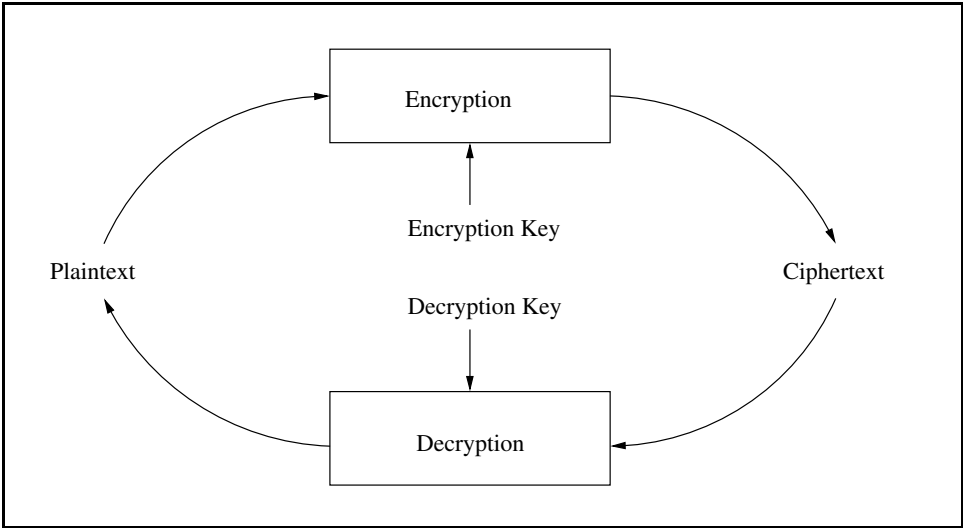 Encryption
Encryption Key
Plaintext
Ciphertext
Decryption Key
Decryption